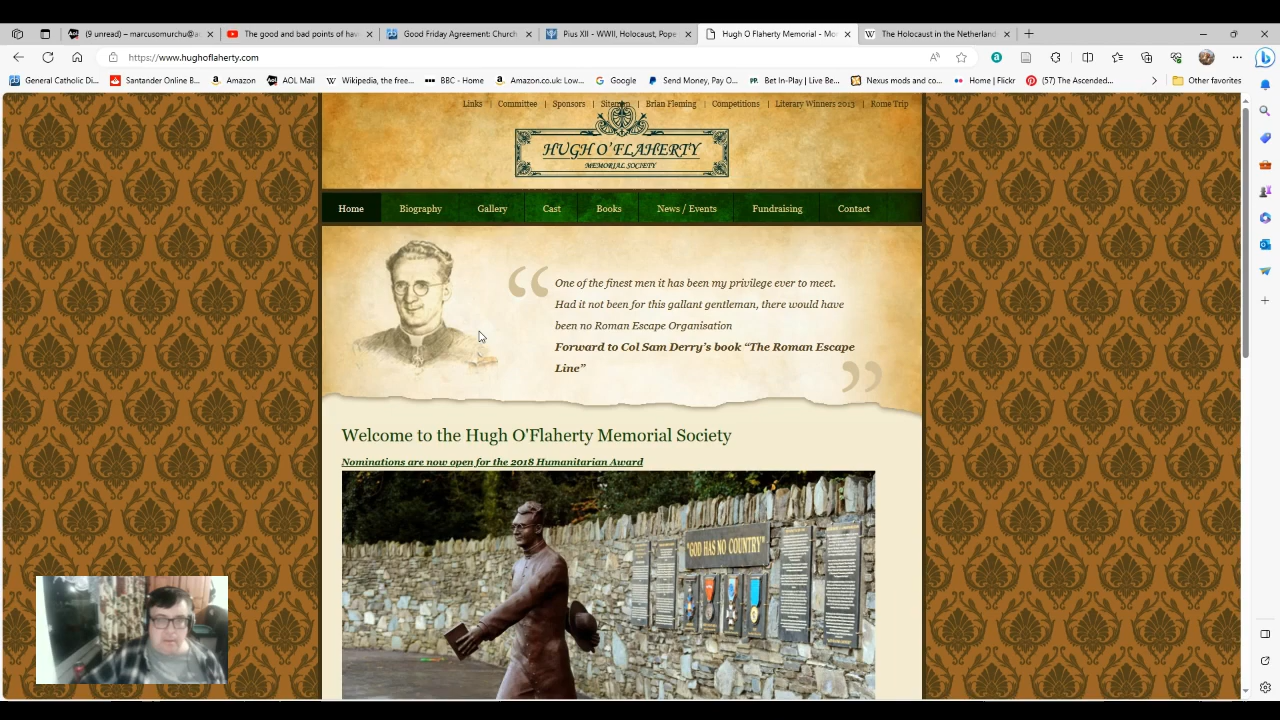 (9 unread) – marcusomurchu@a
The good and bad points of hav
Good Friday Agreement: Church
Pius XII - WWII, Holocaust, Pope
Hugh O Flaherty Memorial - Mo
The Holocaust in the Netherland
https://www.hughoflaherty.com
General Catholic Di...
Santander Online B...
AOL Mail
Wikipedia, the free...
BBC - Home
Amazon.co.uk: Low...
Google
Send Money, Pay O...
Bet In-Play | Live Be...
Nexus mods and co...
Home | Flickr
(57) The Ascended...
Other favorites
Links | Committee | Sponsors | Sitemap | Brian Fleming | Competitions | Literary Winners 2013 | Rome Trip
HUGH O'FLAHERTY
MEMORIAL SOCIETY
Home Biography Gallery Cast Books News / Events Fundraising Contact
“ One of the finest men it has been my privilege ever to meet.
Had it not been for this gallant gentleman, there would have
been no Roman Escape Organisation
Forward to Col Sam Derry’s book “The Roman Escape
Line” ”
Welcome to the Hugh O'Flaherty Memorial Society
Nominations are now open for the 2018 Humanitarian Award
"GOD HAS NO COUNTRY"